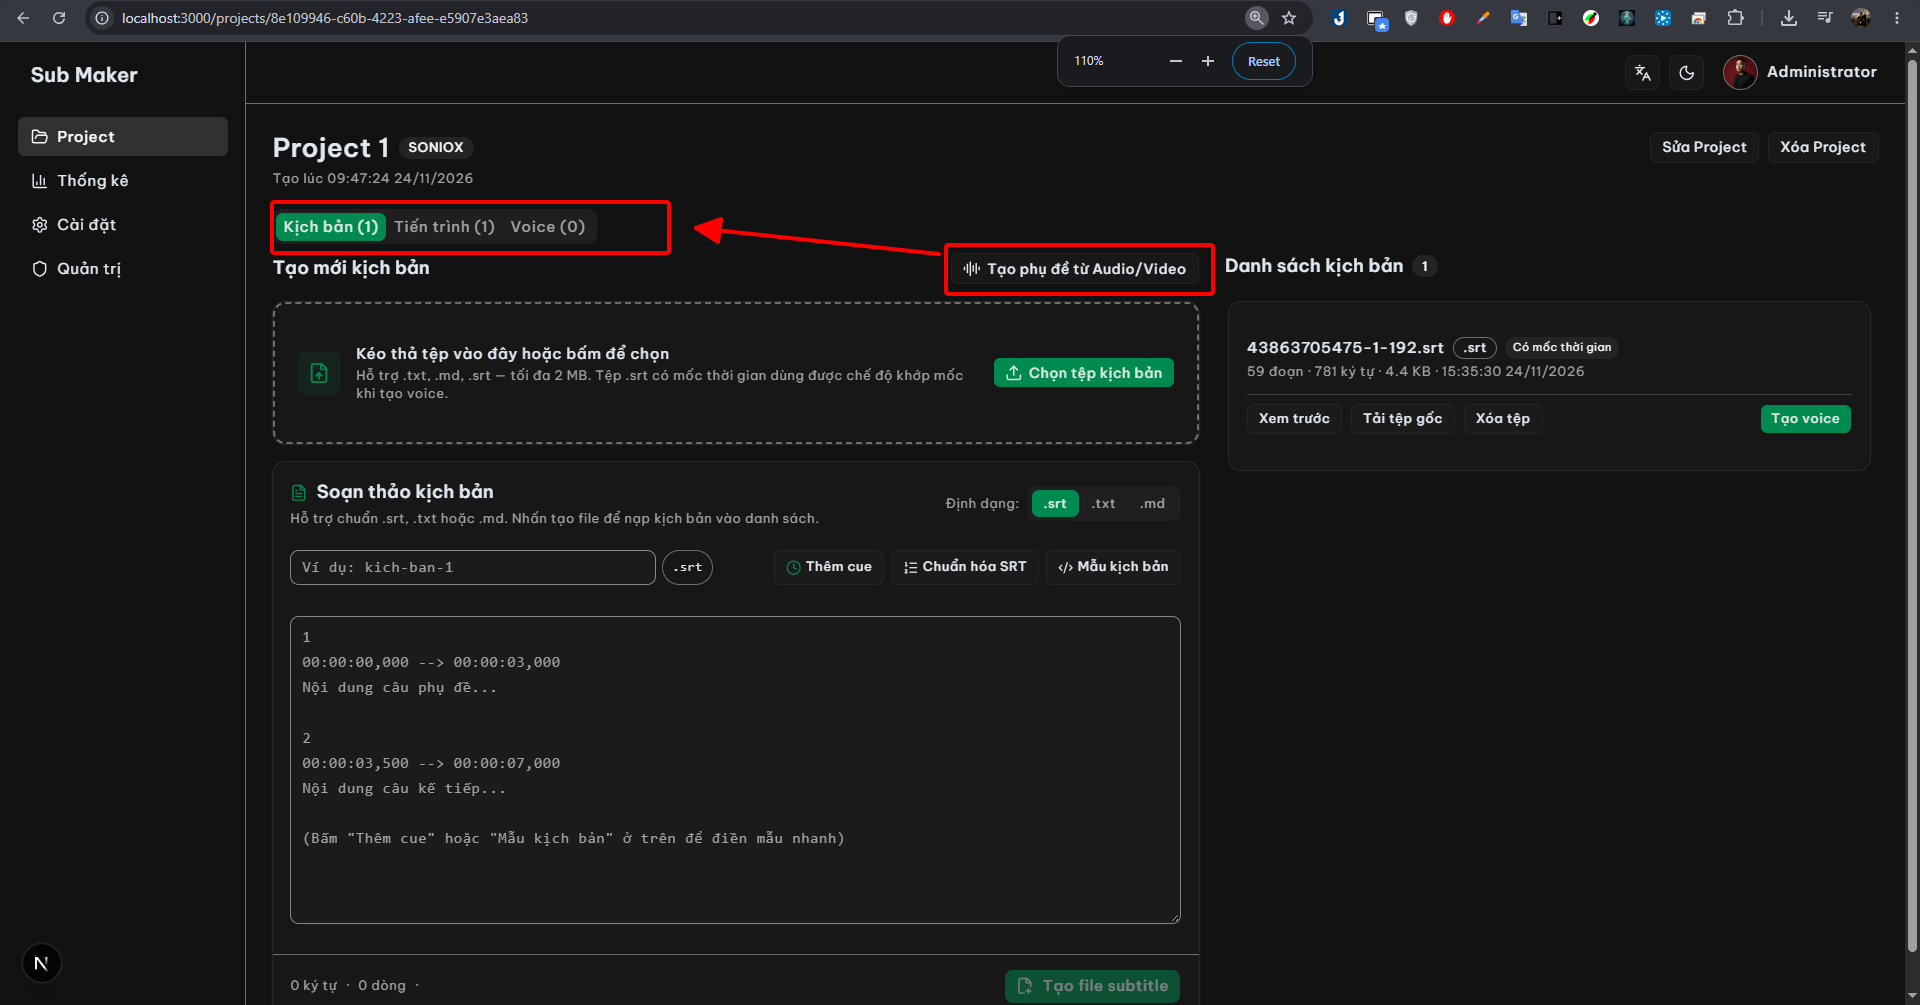 localhost:3000/projects/8e109946-c60b-4223-afee-e5907e3aea83
110%
Reset
Sub Maker
Administrator
Project
Thống kê
Cài đặt
Quản trị
Project 1 SONIOX
Sửa Project Xóa Project
Tạo lúc 09:47:24 24/11/2026
Kịch bản (1) Tiến trình (1) Voice (0)
Tạo mới kịch bản
Tạo phụ đề từ Audio/Video
Kéo thả tệp vào đây hoặc bấm để chọn
Hỗ trợ .txt, .md, .srt — tối đa 2 MB. Tệp .srt có mốc thời gian dùng được chế độ khớp mốc
khi tạo voice.
Chọn tệp kịch bản
Soạn thảo kịch bản
Hỗ trợ chuẩn .srt, .txt hoặc .md. Nhấn tạo file để nạp kịch bản vào danh sách.
Định dạng: .srt .txt .md
Ví dụ: kich-ban-1 .srt
Thêm cue Chuẩn hóa SRT </> Mẫu kịch bản
1
00:00:00,000 --> 00:00:03,000
Nội dung câu phụ đề...
2
00:00:03,500 --> 00:00:07,000
Nội dung câu kế tiếp...
(Bấm "Thêm cue" hoặc "Mẫu kịch bản" ở trên để điền mẫu nhanh)
0 ký tự · 0 dòng ·
Tạo file subtitle
Danh sách kịch bản 1
43863705475-1-192.srt .srt Có mốc thời gian
59 đoạn · 781 ký tự · 4.4 KB · 15:35:30 24/11/2026
Xem trước Tải tệp gốc Xóa tệp Tạo voice
N